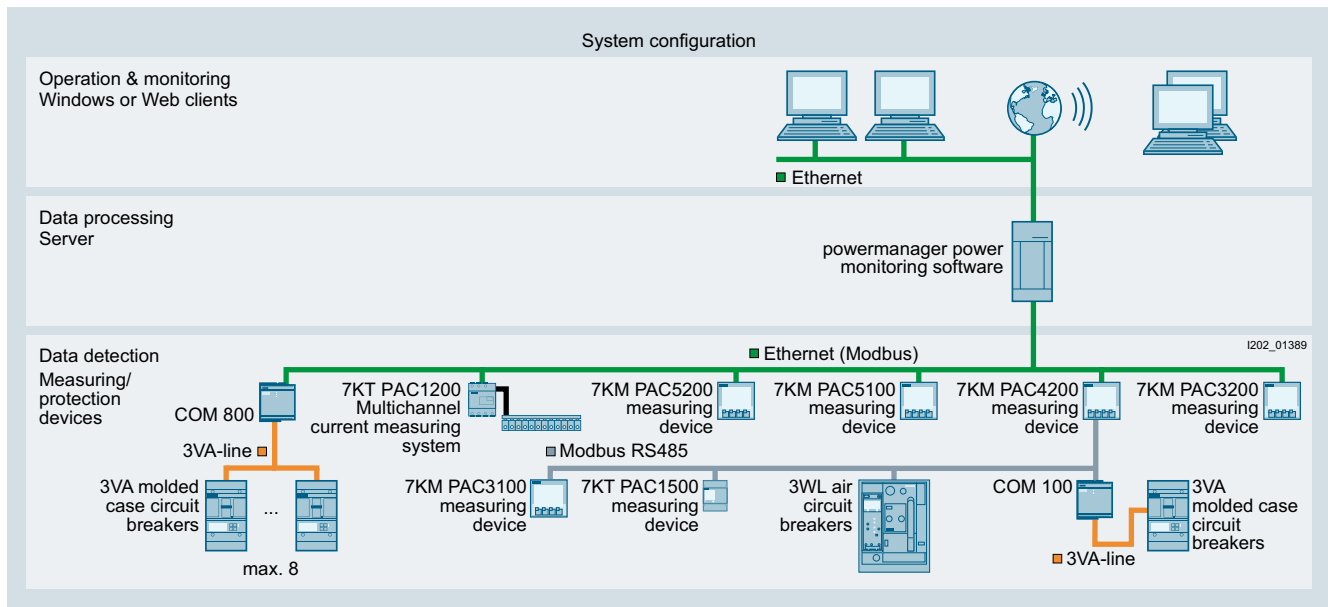 System configuration
Operation & monitoring
Windows or Web clients
Ethernet
Data processing
Server
powermanager power
monitoring software
I202_01389
Data detection
Measuring/
protection
devices
Ethernet (Modbus)
COM 800
7KT PAC1200
Multichannel
current measuring
system
7KM PAC5200
measuring
device
7KM PAC5100
measuring
device
7KM PAC4200
measuring
device
7KM PAC3200
measuring
device
3VA-line
Modbus RS485
3VA molded
case circuit
breakers
...
max. 8
7KM PAC3100
measuring
device
7KT PAC1500
measuring
device
3WL air
circuit
breakers
COM 100
3VA
molded case
circuit
breakers
3VA-line